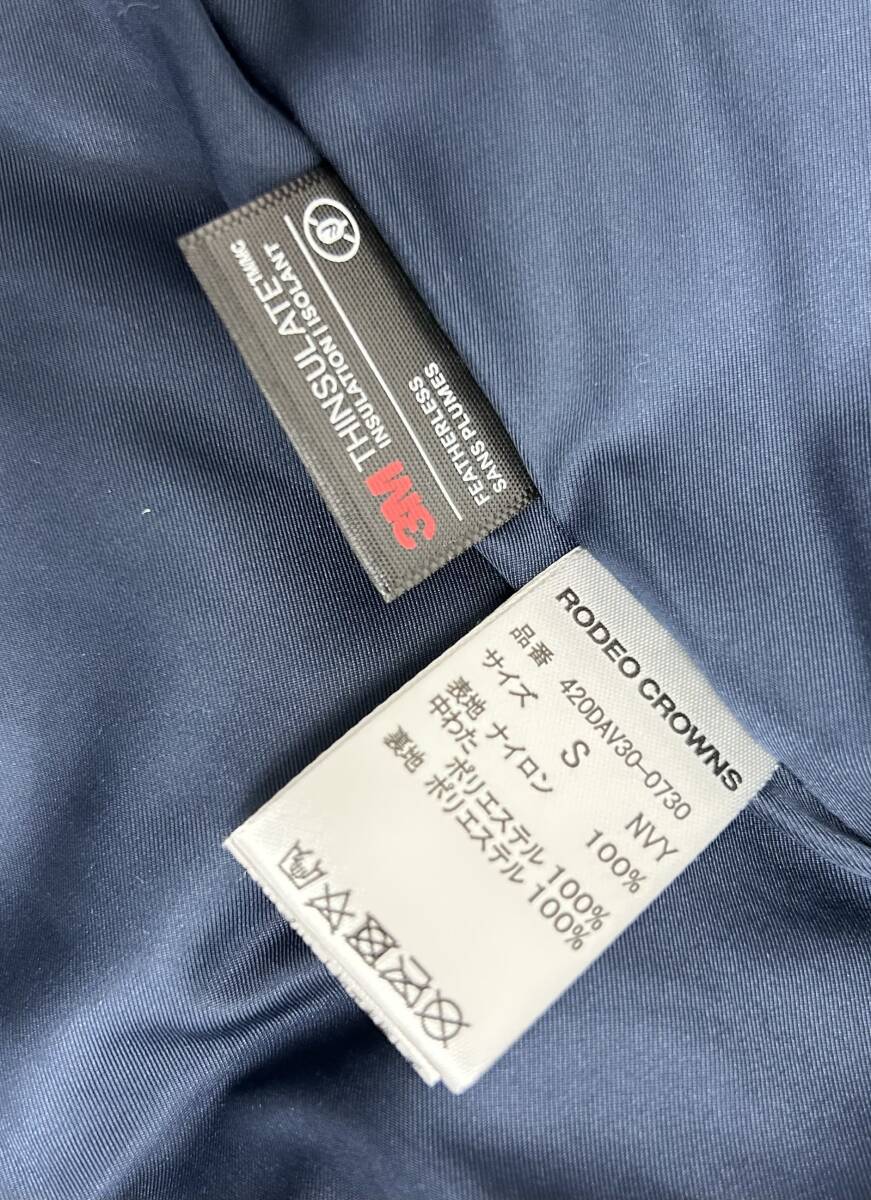 3M THINSULATE™MC
INSULATION | ISOLANT
FEATHERLESS
SANS PLUMES
RODEO CROWNS
品番 420DAV30-0730
サイズ S NVY
表地 ナイロン 100%
中わた ポリエステル 100%
裏地 ポリエステル 100%